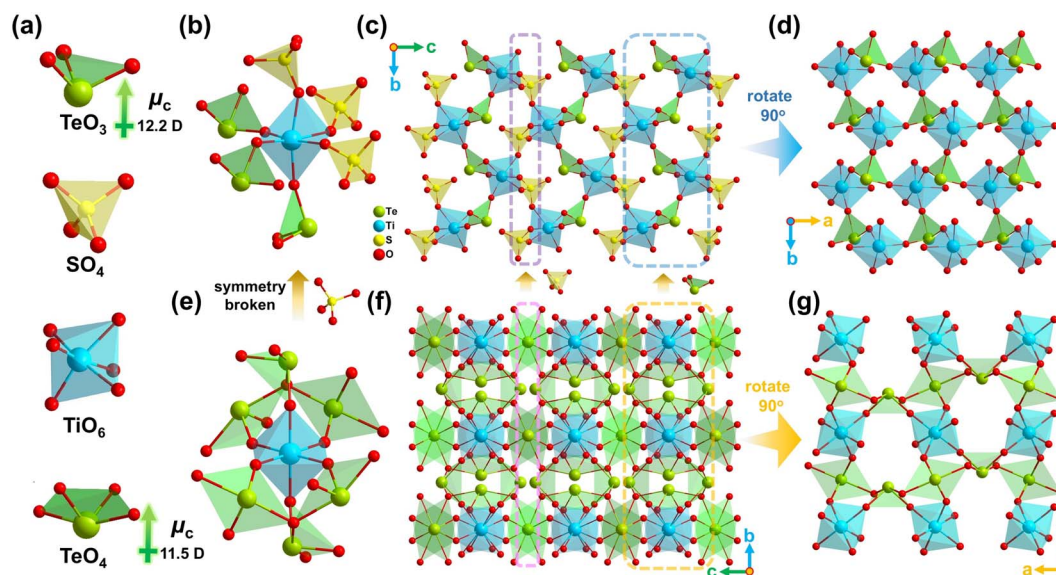 (a)
TeO3
μc
12.2 D
SO4
TiO6
TeO4
μc
11.5 D
(b)
Te
Ti
S
O
(c)
c
b
rotate
90°
(d)
a
b
symmetry
broken
(e)
(f)
b
c
rotate
90°
(g)
a